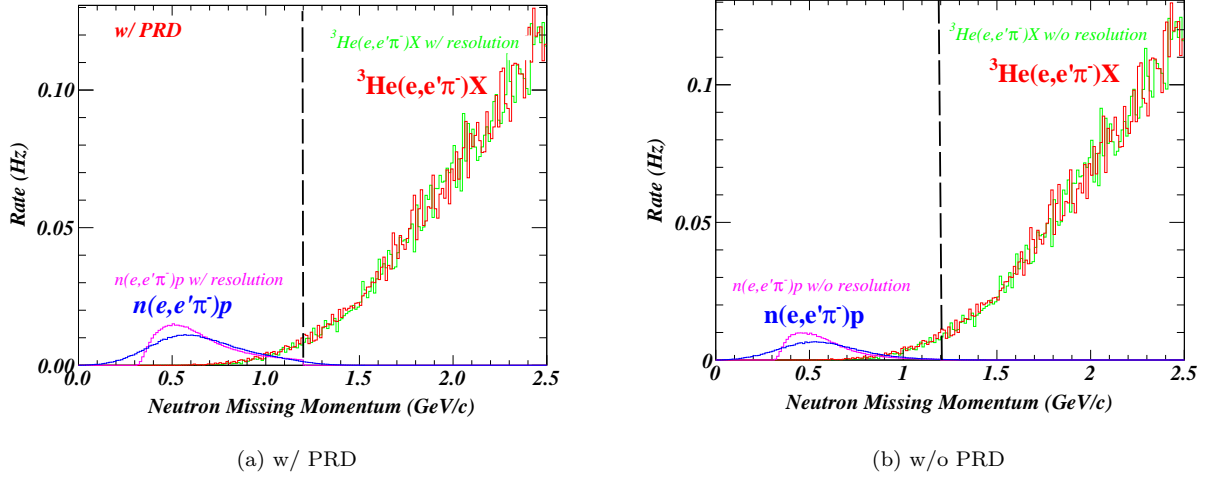 w/ PRD
³He(e,e'π⁻)X w/ resolution
³He(e,e'π⁻)X
n(e,e'π⁻)p w/ resolution
n(e,e'π⁻)p
Rate (Hz)
0.10
0.05
0.00
0.0 0.5 1.0 1.5 2.0 2.5
Neutron Missing Momentum (GeV/c)
(a) w/ PRD
³He(e,e'π⁻)X w/o resolution
³He(e,e'π⁻)X
n(e,e'π⁻)p w/o resolution
n(e,e'π⁻)p
Rate (Hz)
0.1
0.05
0
0 0.5 1 1.5 2 2.5
Neutron Missing Momentum (GeV/c)
(b) w/o PRD